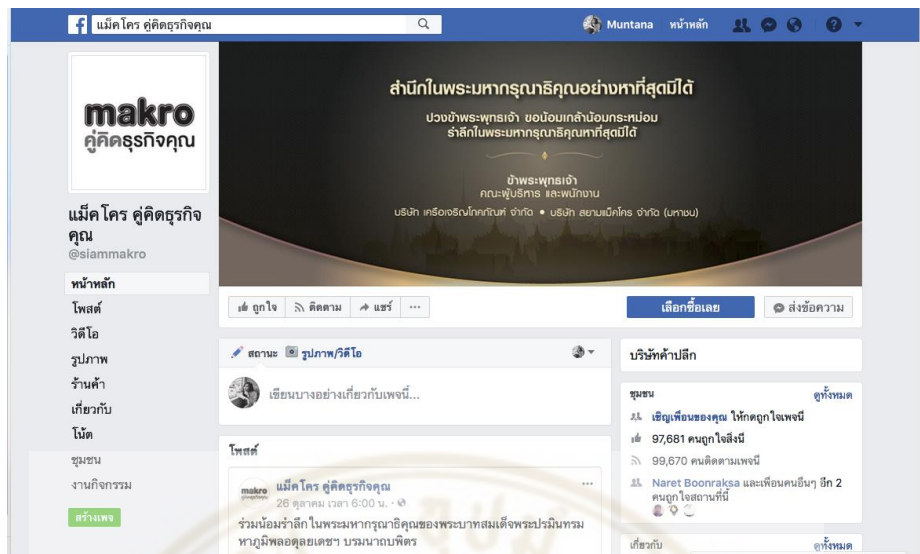 แม็คโคร คู่คิดธุรกิจคุณ
Muntana หน้าหลัก
makro
คู่คิดธุรกิจคุณ
แม็คโคร คู่คิดธุรกิจ
คุณ
@siammakro
หน้าหลัก
โพสต์
วิดีโอ
รูปภาพ
ร้านค้า
เกี่ยวกับ
โน้ต
ชุมชน
งานกิจกรรม
สร้างเพจ
สำนึกในพระมหากรุณาธิคุณอย่างหาที่สุดมิได้
ปวงข้าพระพุทธเจ้า ขอน้อมเกล้าน้อมกระหม่อม
รำลึกในพระมหากรุณาธิคุณหาที่สุดมิได้
ข้าพระพุทธเจ้า
คณะผู้บริหาร และพนักงาน
บริษัท เครือเจริญโภคภัณฑ์ จำกัด • บริษัท สยามแม็คโคร จำกัด (มหาชน)
ถูกใจ ติดตาม แชร์ ...
เลือกซื้อเลย
ส่งข้อความ
สถานะ รูปภาพ/วิดีโอ
เขียนบางอย่างเกี่ยวกับเพจนี้...
โพสต์
makro
แม็คโคร คู่คิดธุรกิจคุณ ...
26 ตุลาคม เวลา 6:00 น. ·
ร่วมน้อมรำลึกในพระมหากรุณาธิคุณของพระบาทสมเด็จพระปรมินทรม
หาภูมิพลอดุลยเดชฯ บรมนาถบพิตร
บริษัทค้าปลีก
ชุมชน ดูทั้งหมด
เชิญเพื่อนของคุณ ให้กดถูกใจเพจนี้
97,681 คนถูกใจสิ่งนี้
99,670 คนติดตามเพจนี้
Naret Boonraksa และเพื่อนคนอื่นๆ อีก 2
คนถูกใจสถานที่นี้
เกี่ยวกับ ดูทั้งหมด